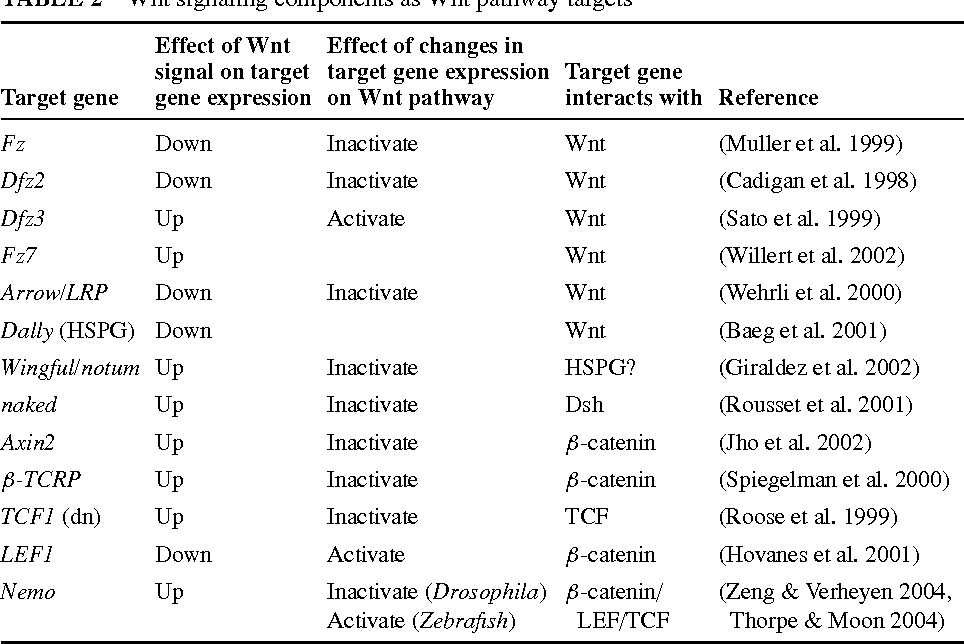 TABLE 2 Wnt signaling components as Wnt pathway targets
Effect of Wnt Effect of changes in
signal on target target gene expression Target gene
Target gene gene expression on Wnt pathway interacts with Reference
Fz Down Inactivate Wnt (Muller et al. 1999)
Dfz2 Down Inactivate Wnt (Cadigan et al. 1998)
Dfz3 Up Activate Wnt (Sato et al. 1999)
Fz7 Up Wnt (Willert et al. 2002)
Arrow/LRP Down Inactivate Wnt (Wehrli et al. 2000)
Dally (HSPG) Down Wnt (Baeg et al. 2001)
Wingful/notum Up Inactivate HSPG? (Giraldez et al. 2002)
naked Up Inactivate Dsh (Rousset et al. 2001)
Axin2 Up Inactivate β-catenin (Jho et al. 2002)
β-TCRP Up Inactivate β-catenin (Spiegelman et al. 2000)
TCF1 (dn) Up Inactivate TCF (Roose et al. 1999)
LEF1 Down Activate β-catenin (Hovanes et al. 2001)
Nemo Up Inactivate (Drosophila) β-catenin/ (Zeng & Verheyen 2004,
Activate (Zebrafish) LEF/TCF Thorpe & Moon 2004)